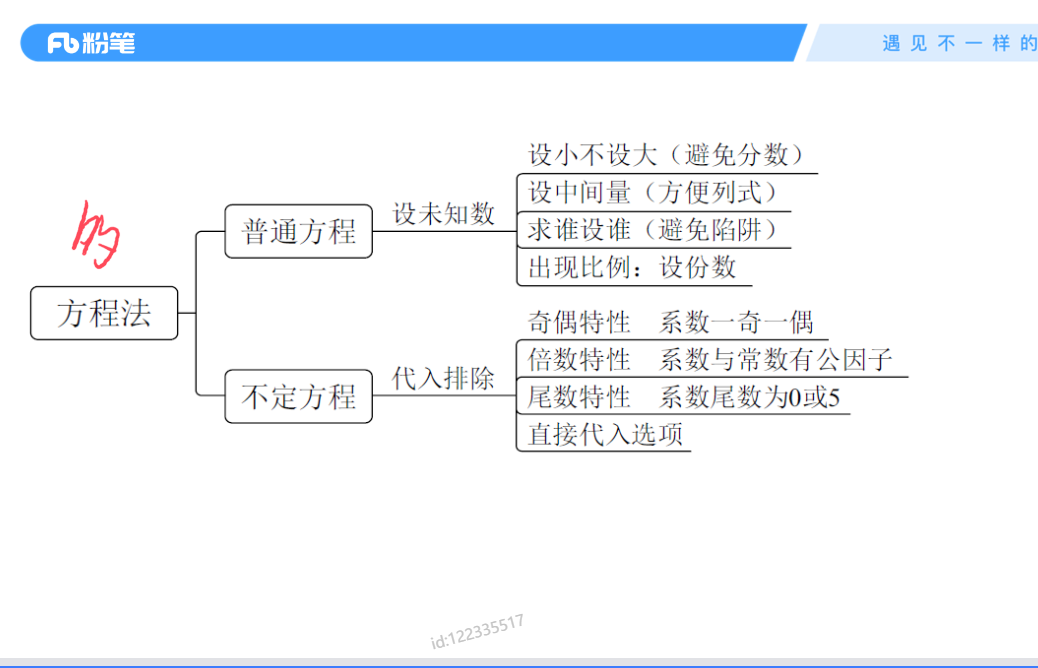 粉笔
遇见不一样的
的
设小不设大（避免分数）
设中间量（方便列式）
普通方程
设未知数
求谁设谁（避免陷阱）
出现比例：设份数
方程法
奇偶特性 系数一奇一偶
倍数特性 系数与常数有公因子
不定方程
代入排除
尾数特性 系数尾数为0或5
直接代入选项
id:122335517